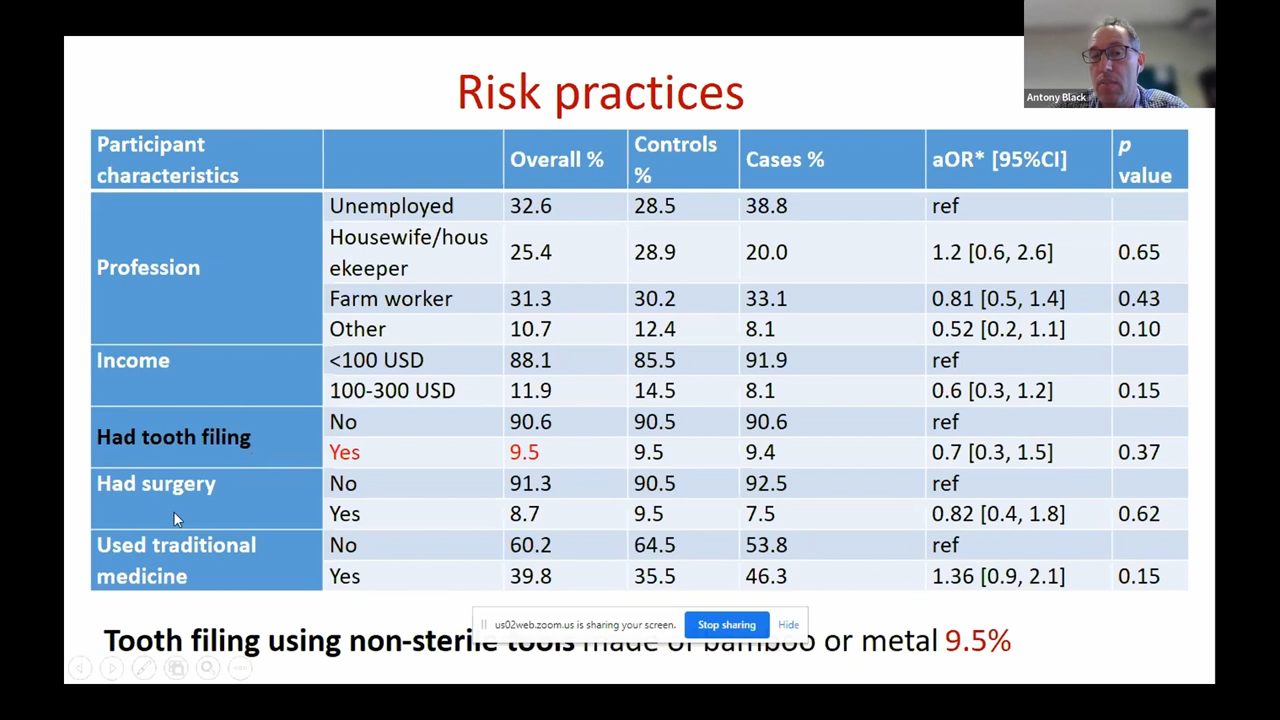 Antony Black
Risk practices
Participant characteristics Overall % Controls % Cases % aOR* [95%CI] p value
Profession
Unemployed 32.6 28.5 38.8 ref
Housewife/housekeeper 25.4 28.9 20.0 1.2 [0.6, 2.6] 0.65
Farm worker 31.3 30.2 33.1 0.81 [0.5, 1.4] 0.43
Other 10.7 12.4 8.1 0.52 [0.2, 1.1] 0.10
Income <100 USD 88.1 85.5 91.9 ref
100-300 USD 11.9 14.5 8.1 0.6 [0.3, 1.2] 0.15
Had tooth filing
No 90.6 90.5 90.6 ref
Yes 9.5 9.5 9.4 0.7 [0.3, 1.5] 0.37
Had surgery No 91.3 90.5 92.5 ref
Yes 8.7 9.5 7.5 0.82 [0.4, 1.8] 0.62
Used traditional medicine
No 60.2 64.5 53.8 ref
Yes 39.8 35.5 46.3 1.36 [0.9, 2.1] 0.15
us02web.zoom.us is sharing your screen. Stop sharing Hide
Tooth filing using non-sterile tools made of bamboo or metal 9.5%